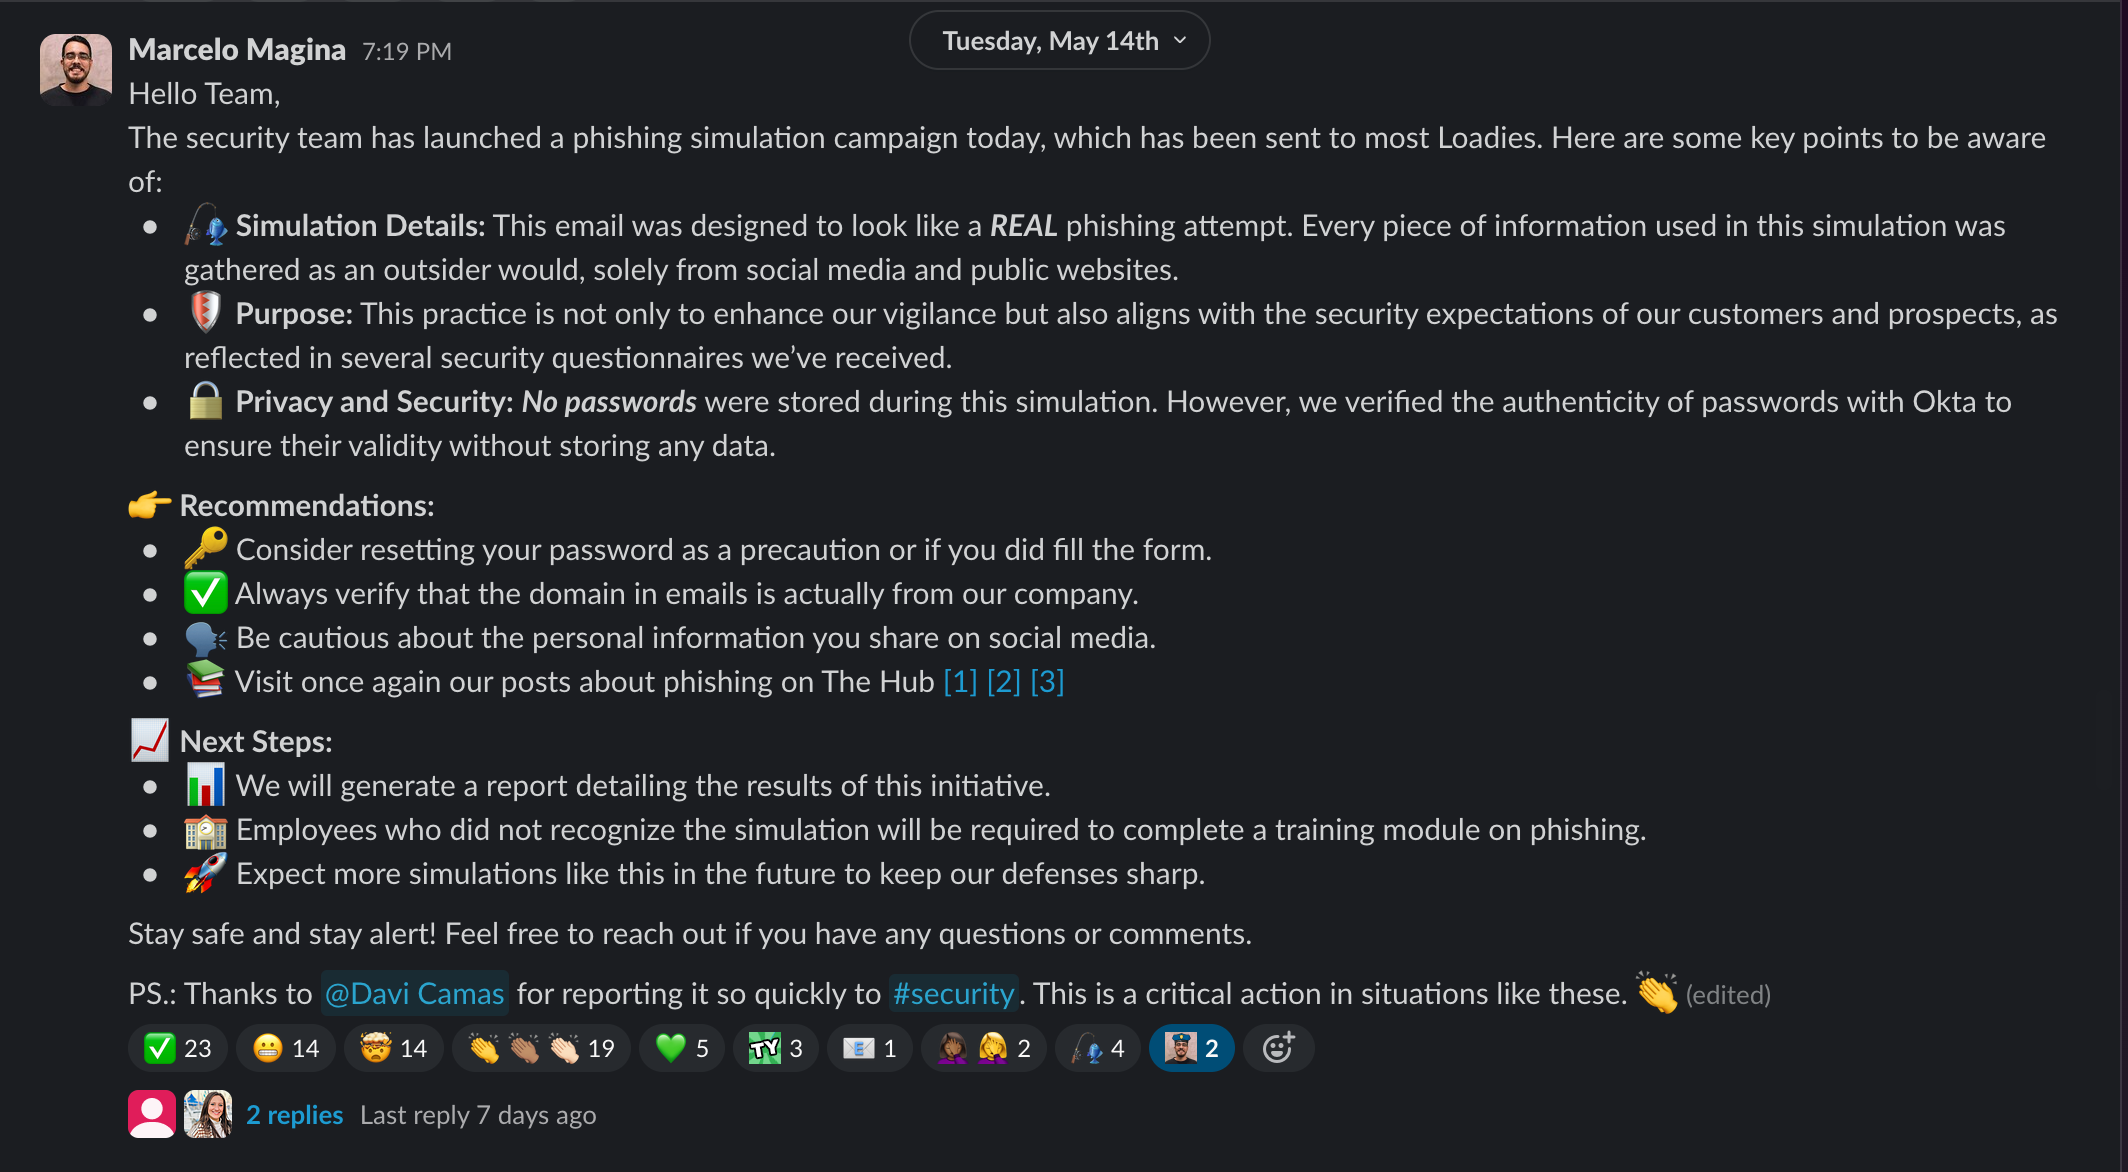 Tuesday, May 14th
Marcelo Magina 7:19 PM
Hello Team,
The security team has launched a phishing simulation campaign today, which has been sent to most Loadies. Here are some key points to be aware
of:
Simulation Details: This email was designed to look like a REAL phishing attempt. Every piece of information used in this simulation was
gathered as an outsider would, solely from social media and public websites.
Purpose: This practice is not only to enhance our vigilance but also aligns with the security expectations of our customers and prospects, as
reflected in several security questionnaires we’ve received.
Privacy and Security: No passwords were stored during this simulation. However, we verified the authenticity of passwords with Okta to
ensure their validity without storing any data.
Recommendations:
Consider resetting your password as a precaution or if you did fill the form.
Always verify that the domain in emails is actually from our company.
Be cautious about the personal information you share on social media.
Visit once again our posts about phishing on The Hub [1] [2] [3]
Next Steps:
We will generate a report detailing the results of this initiative.
Employees who did not recognize the simulation will be required to complete a training module on phishing.
Expect more simulations like this in the future to keep our defenses sharp.
Stay safe and stay alert! Feel free to reach out if you have any questions or comments.
PS.: Thanks to @Davi Camas for reporting it so quickly to #security. This is a critical action in situations like these. (edited)
23 14 14 19 5 TY 3 E 1 2 4 2
2 replies Last reply 7 days ago